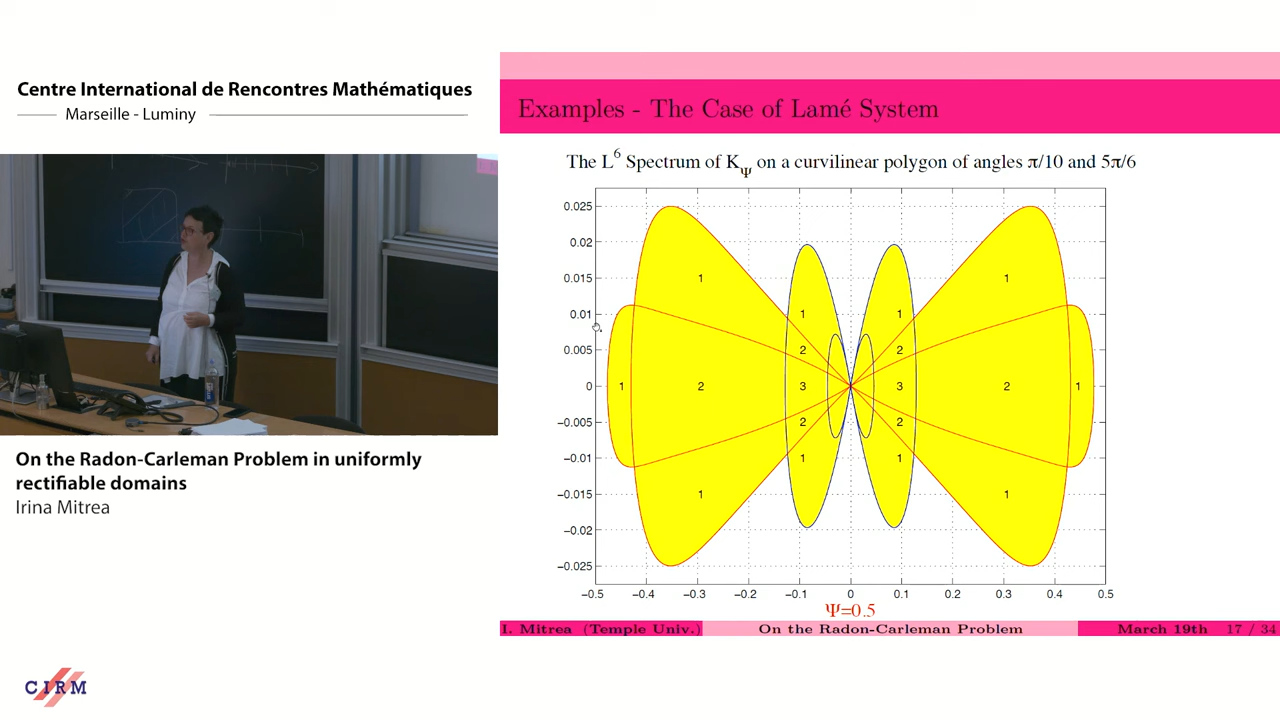 Centre International de Rencontres Mathématiques
Marseille - Luminy
Examples - The Case of Lamé System
The L^6 Spectrum of K_Ψ on a curvilinear polygon of angles π/10 and 5π/6
0.025
0.02
0.015
0.01
0.005
0
−0.005
−0.01
−0.015
−0.02
−0.025
1 1
1 1
2 2
1 2 3 3 2 1
2 2
1 1
1 1
−0.5 −0.4 −0.3 −0.2 −0.1 0 0.1 0.2 0.3 0.4 0.5
Ψ=0.5
I. Mitrea (Temple Univ.) On the Radon-Carleman Problem March 19th 17 / 34
On the Radon-Carleman Problem in uniformly
rectifiable domains
Irina Mitrea
CIRM